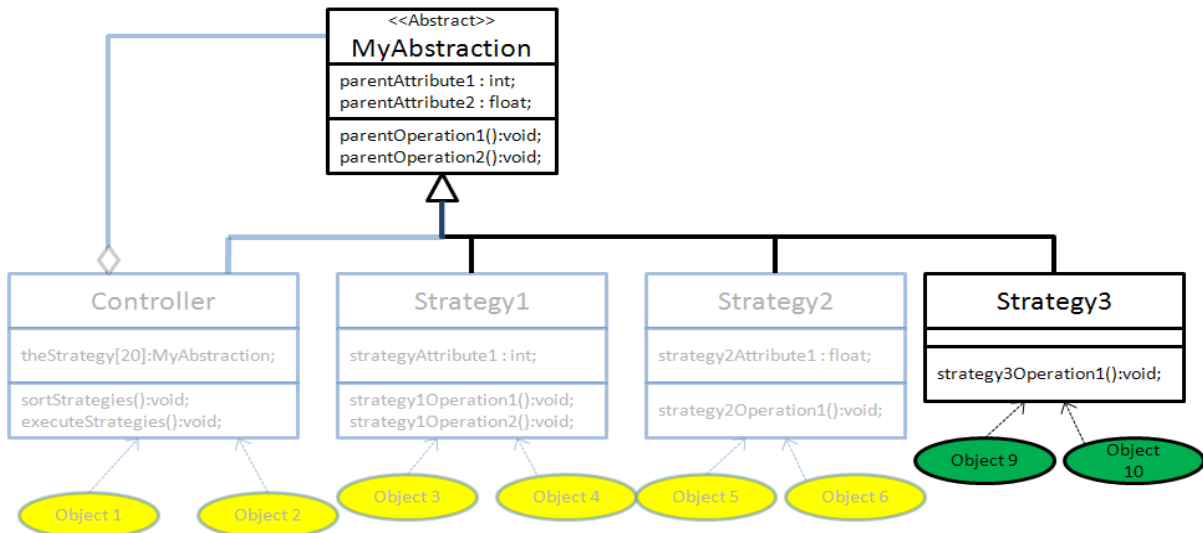 <<Abstract>>
MyAbstraction
parentAttribute1 : int;
parentAttribute2 : float;
parentOperation1():void;
parentOperation2():void;
Controller
theStrategy[20]:MyAbstraction;
sortStrategies():void;
executeStrategies():void;
Strategy1
strategyAttribute1 : int;
strategy1Operation1():void;
strategy1Operation2():void;
Strategy2
strategy2Attribute1 : float;
strategy2Operation1():void;
Strategy3
strategy3Operation1():void;
Object 1
Object 2
Object 3
Object 4
Object 5
Object 6
Object 9
Object
10